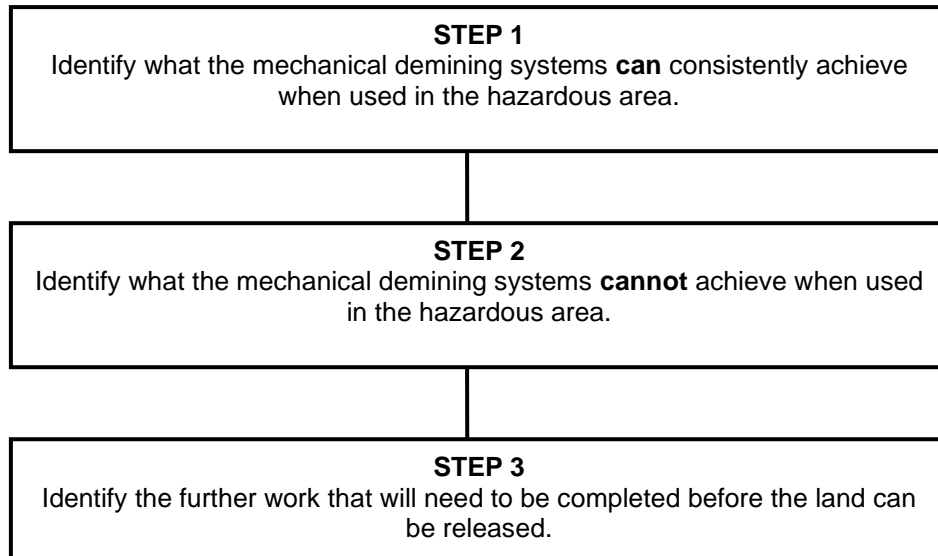 STEP 1
Identify what the mechanical demining systems can consistently achieve
when used in the hazardous area.
STEP 2
Identify what the mechanical demining systems cannot achieve when used
in the hazardous area.
STEP 3
Identify the further work that will need to be completed before the land can
be released.